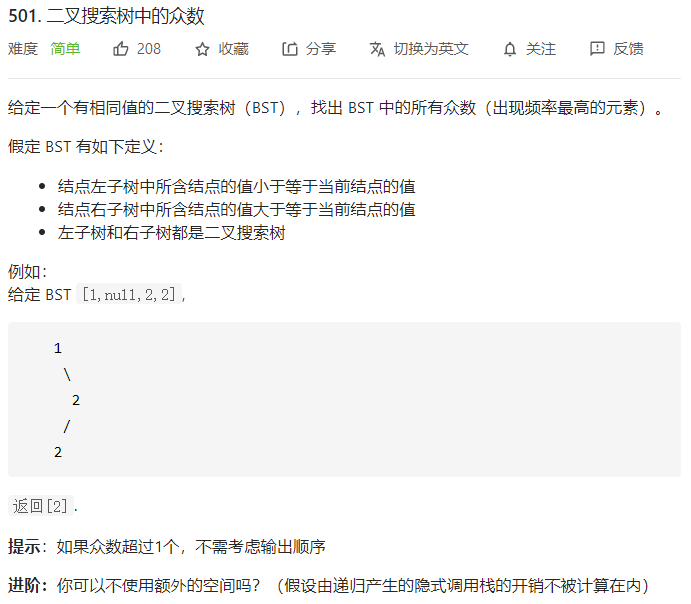 501. 二叉搜索树中的众数
难度 简单 208 收藏 分享 切换为英文 关注 反馈
给定一个有相同值的二叉搜索树（BST），找出 BST 中的所有众数（出现频率最高的元素）。
假定 BST 有如下定义：
• 结点左子树中所含结点的值小于等于当前结点的值
• 结点右子树中所含结点的值大于等于当前结点的值
• 左子树和右子树都是二叉搜索树
例如：
给定 BST [1,null,2,2],
1
\
2
/
2
返回[2].
提示：如果众数超过1个，不需考虑输出顺序
进阶：你可以不使用额外的空间吗？（假设由递归产生的隐式调用栈的开销不被计算在内）